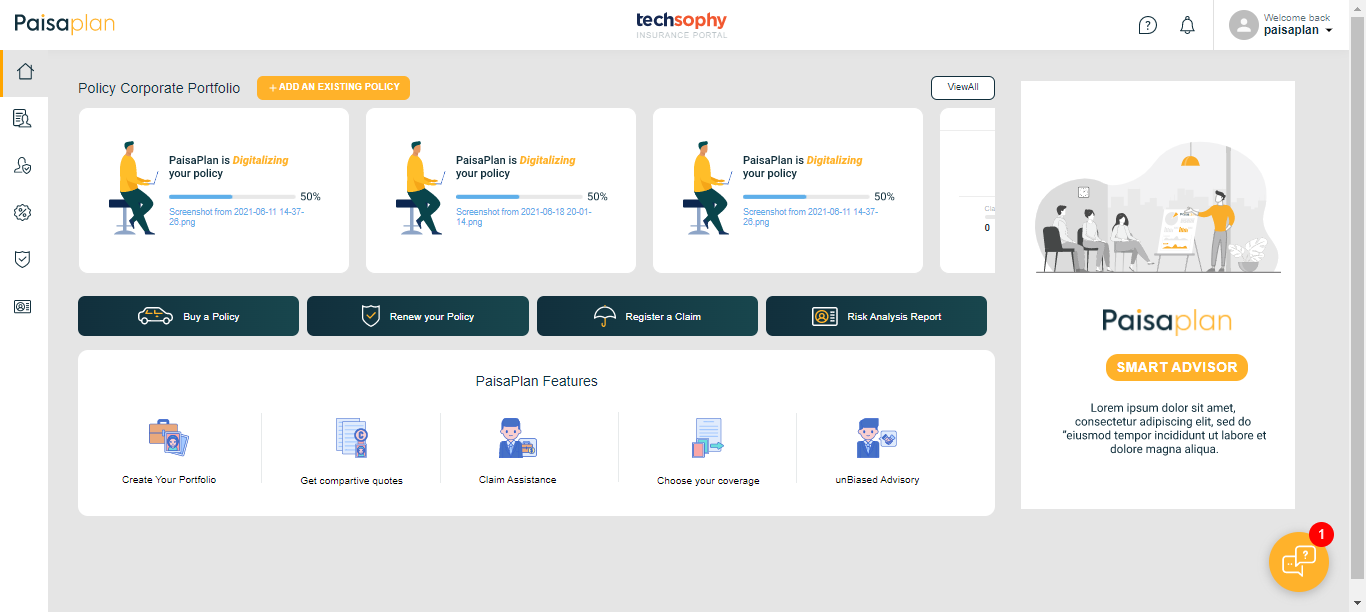 Paisaplan
techsophy
INSURANCE PORTAL
?
Welcome back
paisaplan
Policy Corporate Portfolio
+ ADD AN EXISTING POLICY
ViewAll
PaisaPlan is Digitalizing
your policy
50%
Screenshot from 2021-06-11 14-37-
26.png
PaisaPlan is Digitalizing
your policy
50%
Screenshot from 2021-06-18 20-01-
14.png
PaisaPlan is Digitalizing
your policy
50%
Screenshot from 2021-06-11 14-37-
26.png
Cla
0
Buy a Policy
Renew your Policy
Register a Claim
Risk Analysis Report
PaisaPlan Features
Create Your Portfolio
Get compartive quotes
Claim Assistance
Choose your coverage
unBiased Advisory
Paisaplan
SMART ADVISOR
Lorem ipsum dolor sit amet,
consectetur adipiscing elit, sed do
“eiusmod tempor incididunt ut labore et
dolore magna aliqua.
1
?